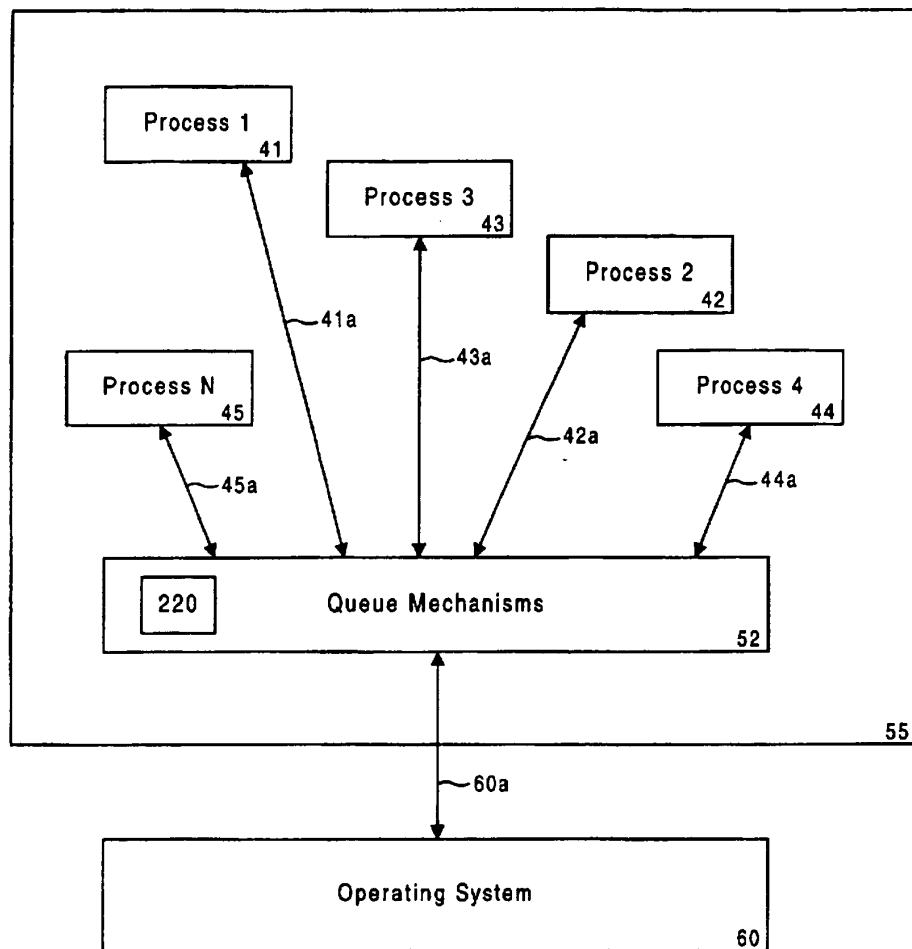 Process 1
41
Process 3
43
Process 2
42
41a
43a
Process N
45
Process 4
44
42a
45a
44a
220
Queue Mechanisms
52
55
60a
Operating System
60